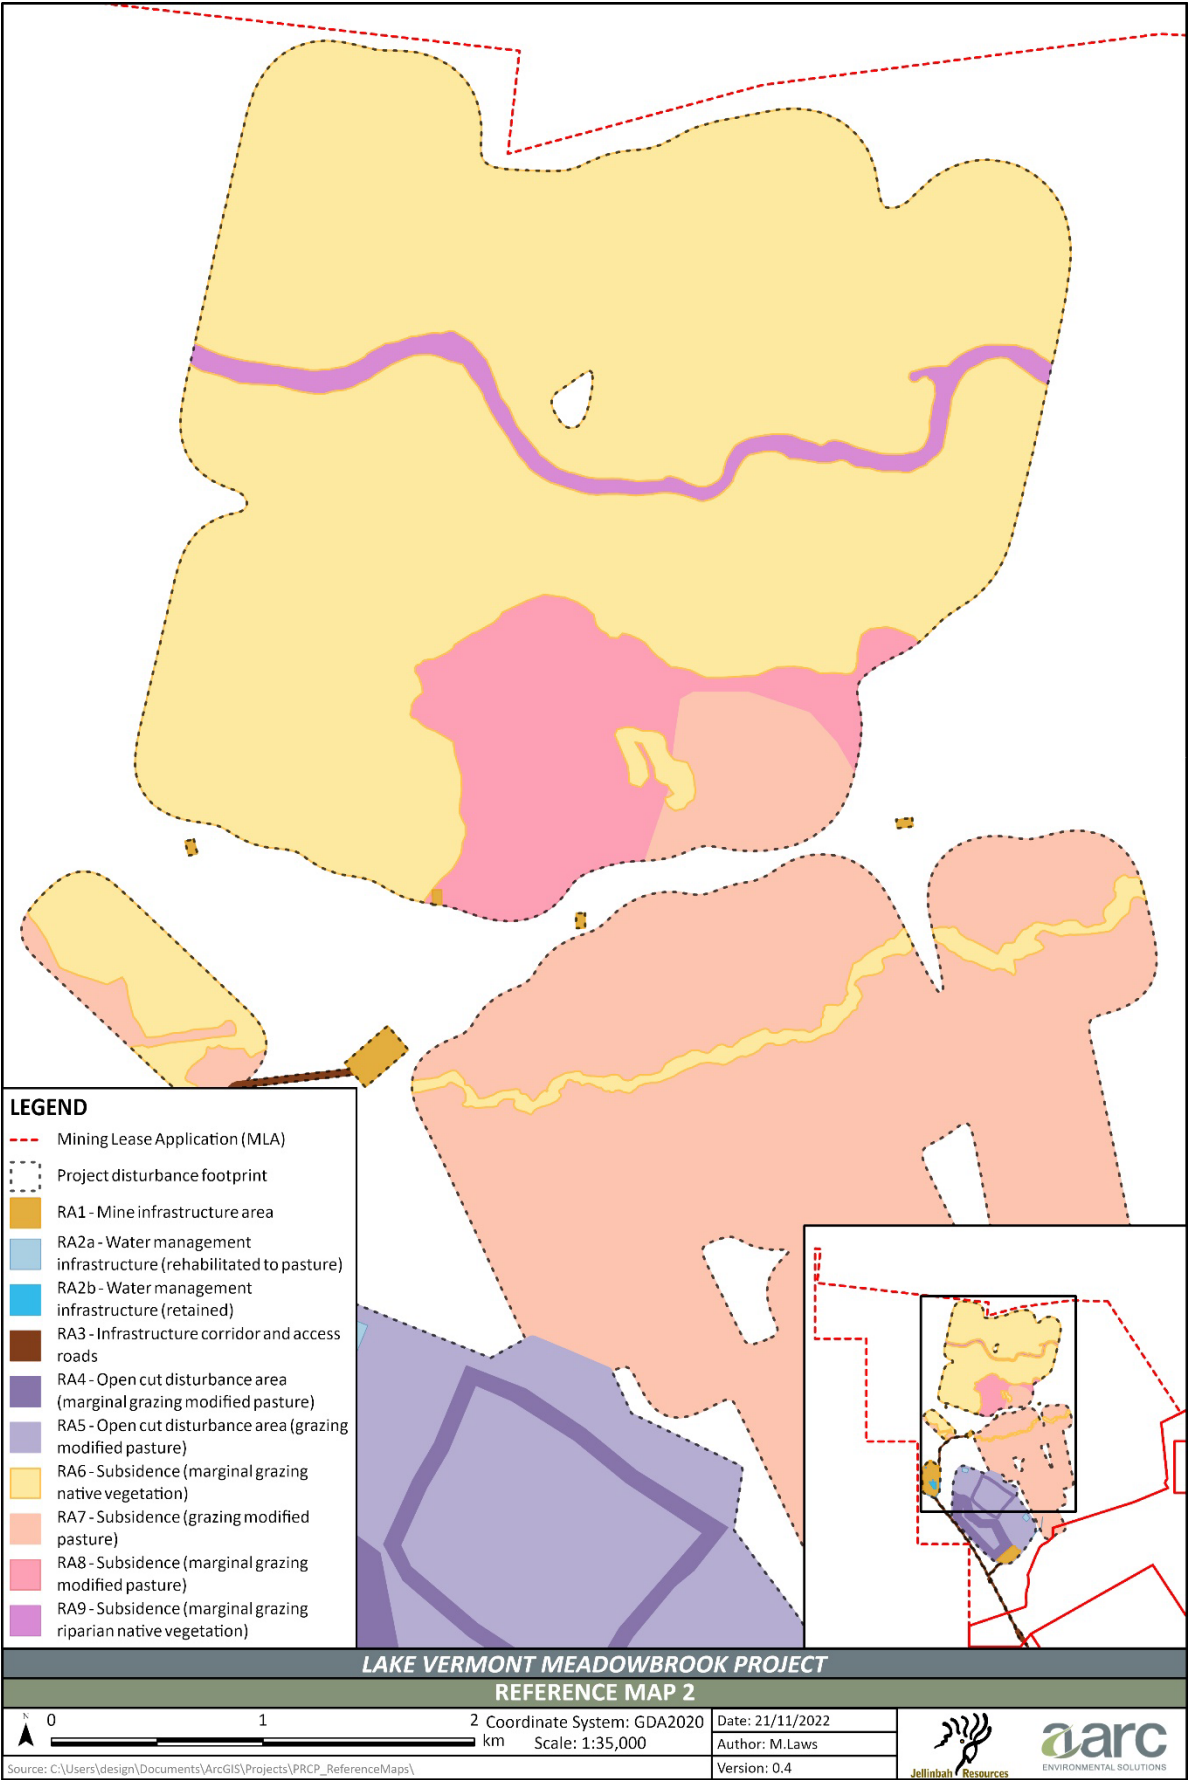 LEGEND
Mining Lease Application (MLA)
Project disturbance footprint
RA1 - Mine infrastructure area
RA2a - Water management
infrastructure (rehabilitated to pasture)
RA2b - Water management
infrastructure (retained)
RA3 - Infrastructure corridor and access
roads
RA4 - Open cut disturbance area
(marginal grazing modified pasture)
RA5 - Open cut disturbance area (grazing
modified pasture)
RA6 - Subsidence (marginal grazing
native vegetation)
RA7 - Subsidence (grazing modified
pasture)
RA8 - Subsidence (marginal grazing
modified pasture)
RA9 - Subsidence (marginal grazing
riparian native vegetation)
LAKE VERMONT MEADOWBROOK PROJECT
REFERENCE MAP 2
N
0 1 2
km
Coordinate System: GDA2020
Scale: 1:35,000
Source: C:\Users\design\Documents\ArcGIS\Projects\PRCP_ReferenceMaps\
Date: 21/11/2022
Author: M.Laws
Version: 0.4
Jellinbah Resources
aarc
ENVIRONMENTAL SOLUTIONS